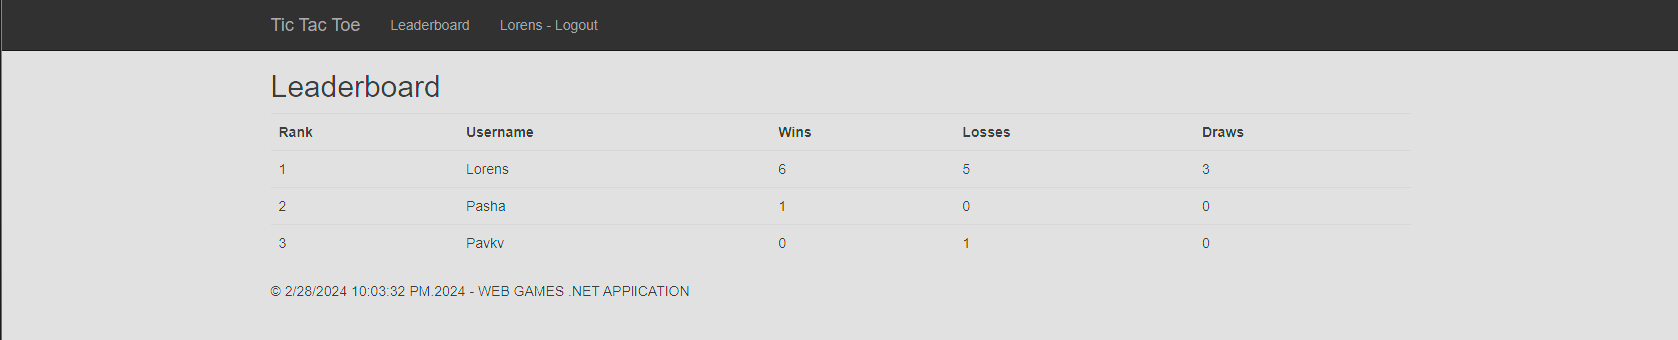 Tic Tac Toe Leaderboard Lorens - Logout
Leaderboard
Rank Username Wins Losses Draws
1 Lorens 6 5 3
2 Pasha 1 0 0
3 Pavkv 0 1 0
© 2/28/2024 10:03:32 PM.2024 - WEB GAMES .NET APPIICATION